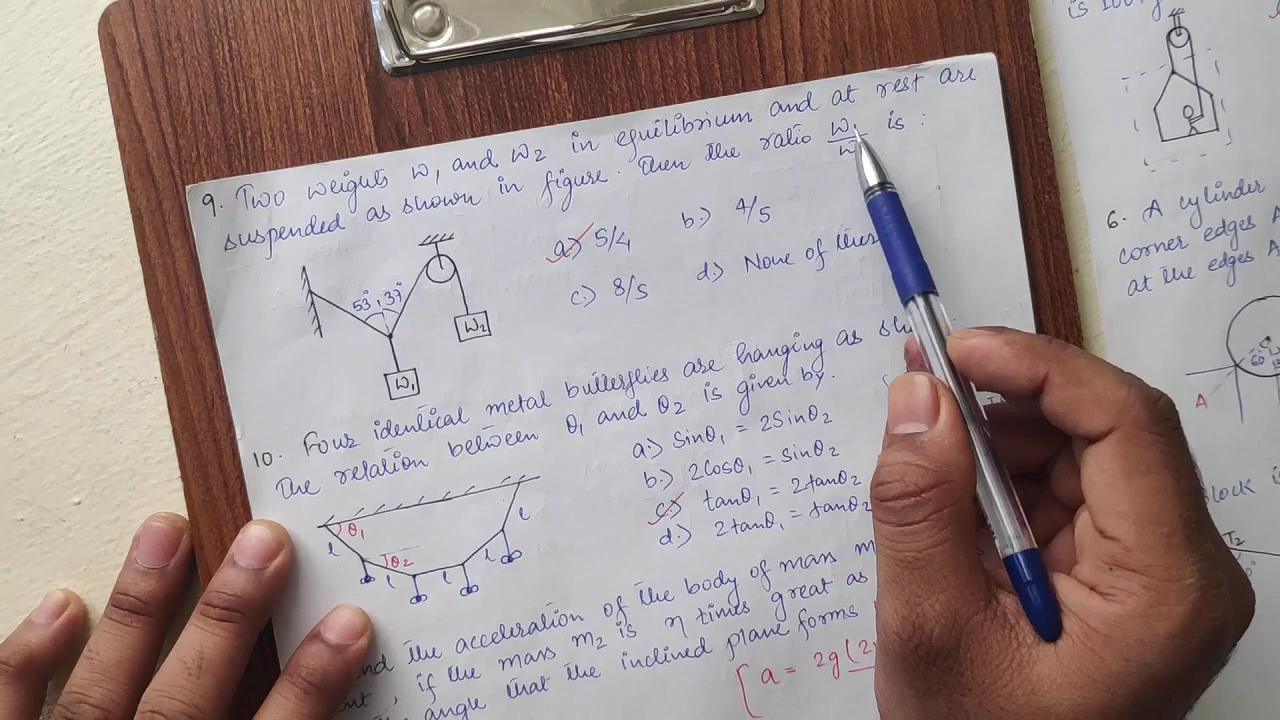 9. Two weights W₁ and W₂ in equilibrium and at rest are
suspended as shown in figure. Then the ratio W₁/W is :
a.) 5/4
b.) 4/5
c.) 8/5
d.) None of
53°, 37°
W₂
W₁
10. Four identical metal butterflies are hanging as
The relation between θ₁ and θ₂ is given by.
a.) Sinθ₁ = 2Sinθ₂
b.) 2Cosθ₁ = Sinθ₂
c.) tanθ₁ = 2tanθ₂
d.) 2tanθ₁ = tanθ₂
θ₁
θ₂
l
l
l
l
l
the acceleration of the body of mass m
, if the mass m₂ is η times great as
angle that the inclined plane forms
[a = 2g(2
is 100
6. A cylinder
corner edges A
at the edges A
60°
A
T₂